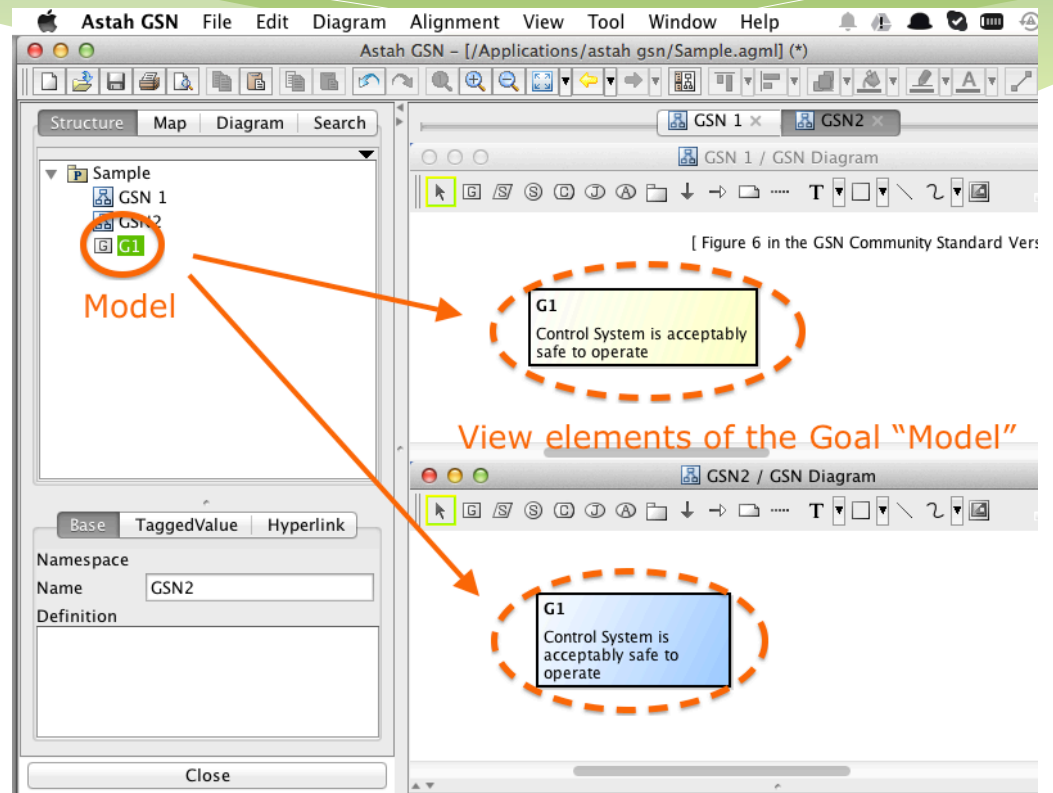 Astah GSN File Edit Diagram Alignment View Tool Window Help
Astah GSN – [/Applications/astah gsn/Sample.agml] (*)
Structure Map Diagram Search
GSN 1 GSN2
GSN 1 / GSN Diagram
Sample
GSN 1
GSN2
G1
Model
[ Figure 6 in the GSN Community Standard Vers
G1
Control System is acceptably
safe to operate
View elements of the Goal “Model”
GSN2 / GSN Diagram
Base TaggedValue Hyperlink
Namespace
Name GSN2
Definition
G1
Control System is
acceptably safe to
operate
Close